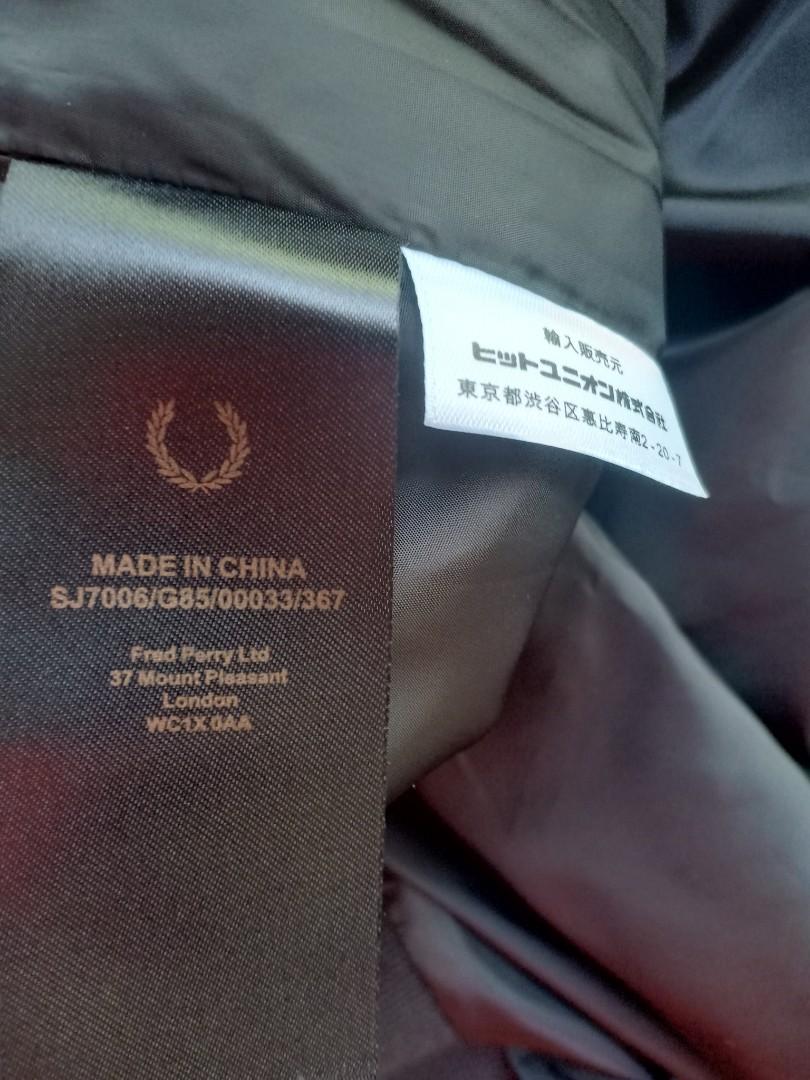 MADE IN CHINA
SJ7006/G85/00033/367
Fred Perry Ltd
37 Mount Pleasant
London
WC1X 0AA
輸入販売元
ヒットユニオン株式会社
東京都渋谷区恵比寿南2-20-7